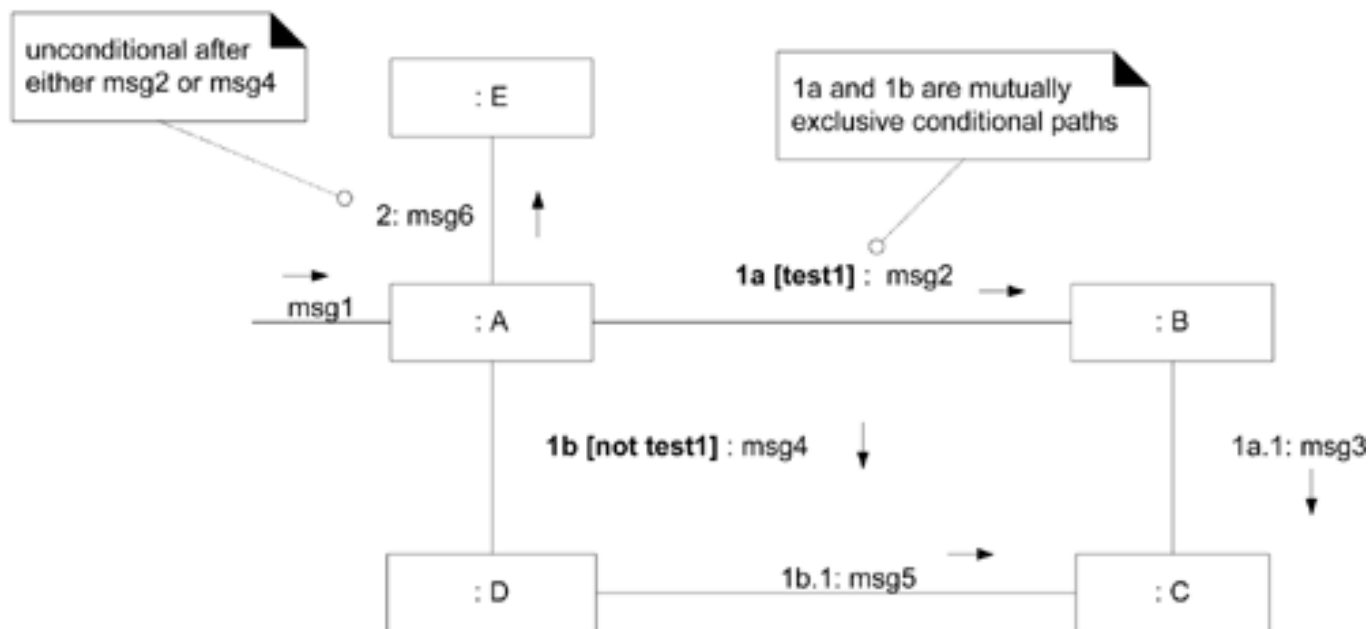 unconditional after
either msg2 or msg4
: E
1a and 1b are mutually
exclusive conditional paths
2: msg6
1a [test1] : msg2
msg1
: A
: B
1b [not test1] : msg4
1a.1: msg3
1b.1: msg5
: D
: C